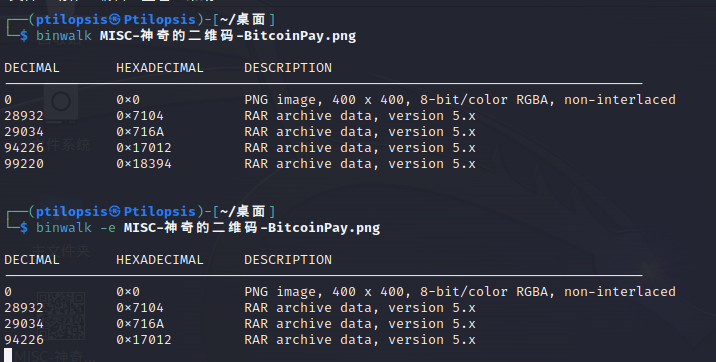 ┌──(ptilopsis㉿Ptilopsis)-[~/桌面]
└─$ binwalk MISC-神奇的二维码-BitcoinPay.png
DECIMAL HEXADECIMAL DESCRIPTION
--------------------------------------------------------------------------------
0 0x0 PNG image, 400 x 400, 8-bit/color RGBA, non-interlaced
28932 0x7104 RAR archive data, version 5.x
29034 0x716A RAR archive data, version 5.x
94226 0x17012 RAR archive data, version 5.x
99220 0x18394 RAR archive data, version 5.x
┌──(ptilopsis㉿Ptilopsis)-[~/桌面]
└─$ binwalk -e MISC-神奇的二维码-BitcoinPay.png
DECIMAL HEXADECIMAL DESCRIPTION
--------------------------------------------------------------------------------
0 0x0 PNG image, 400 x 400, 8-bit/color RGBA, non-interlaced
28932 0x7104 RAR archive data, version 5.x
29034 0x716A RAR archive data, version 5.x
94226 0x17012 RAR archive data, version 5.x